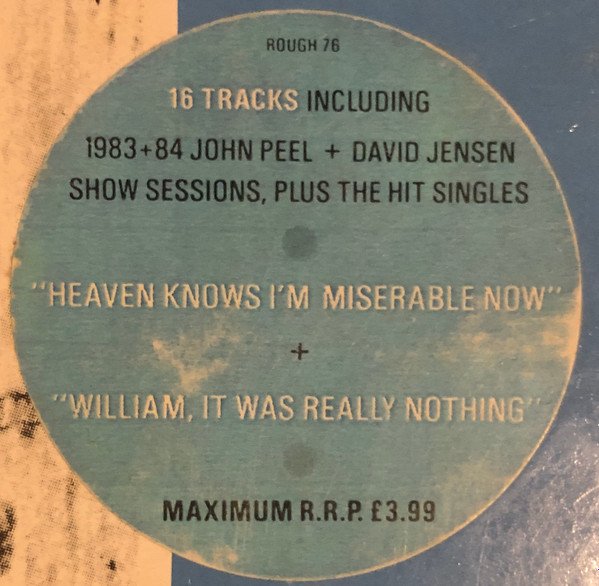 ROUGH 76
16 TRACKS INCLUDING
1983+84 JOHN PEEL + DAVID JENSEN
SHOW SESSIONS, PLUS THE HIT SINGLES
"HEAVEN KNOWS I'M MISERABLE NOW"
+
"WILLIAM, IT WAS REALLY NOTHING"
MAXIMUM R.R.P. £3.99